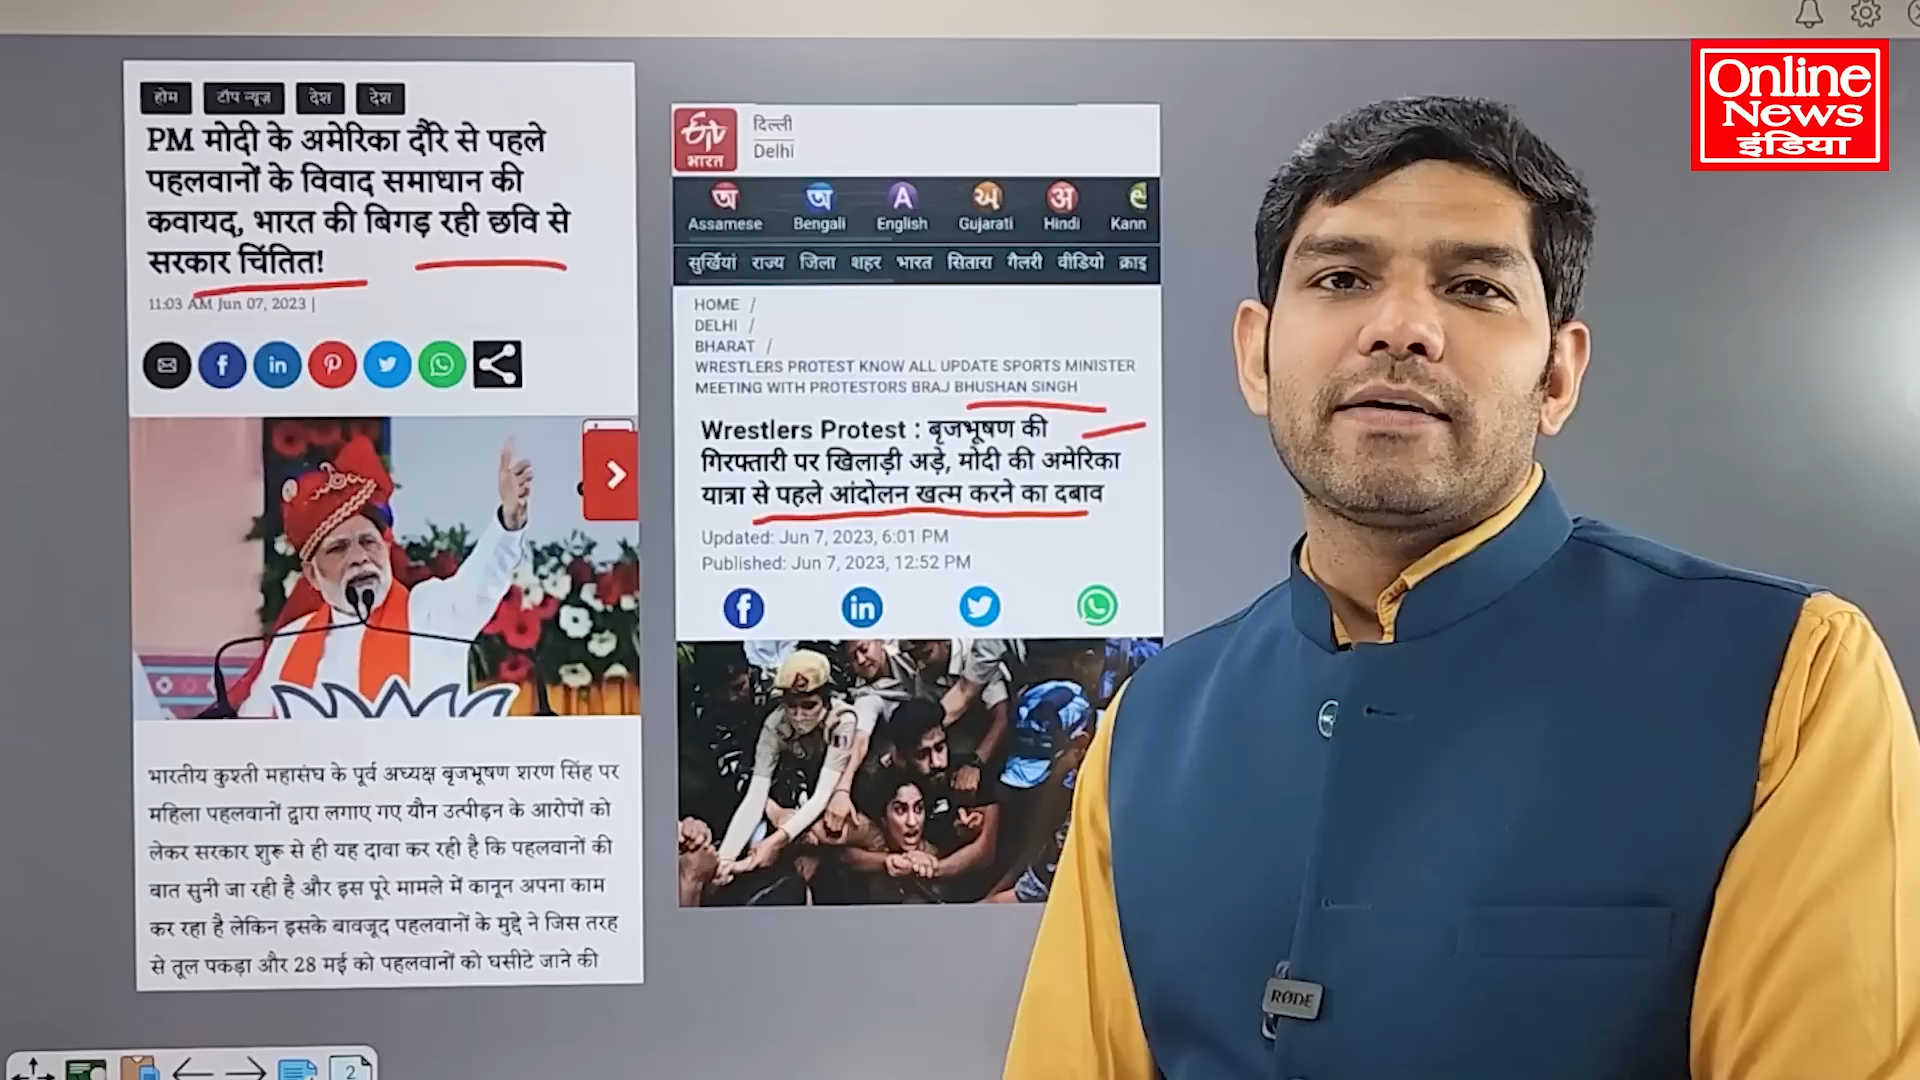 Online
News
इंडिया
होम टॉप न्यूज़ देश देश
PM मोदी के अमेरिका दौरे से पहले
पहलवानों के विवाद समाधान की
कवायद, भारत की बिगड़ रही छवि से
सरकार चिंतित!
11:03 AM Jun 07, 2023 |
भारतीय कुश्ती महासंघ के पूर्व अध्यक्ष बृजभूषण शरण सिंह पर
महिला पहलवानों द्वारा लगाए गए यौन उत्पीड़न के आरोपों को
लेकर सरकार शुरू से ही यह दावा कर रही है कि पहलवानों की
बात सुनी जा रही है और इस पूरे मामले में कानून अपना काम
कर रहा है लेकिन इसके बावजूद पहलवानों के मुद्दे ने जिस तरह
से तूल पकड़ा और 28 मई को पहलवानों को घसीटे जाने की
भारत
दिल्ली
Delhi
अ अ A અ अ
Assamese Bengali English Gujarati Hindi Kann
सुर्खियां राज्य जिला शहर भारत सितारा गैलरी वीडियो क्राइ
HOME /
DELHI /
BHARAT /
WRESTLERS PROTEST KNOW ALL UPDATE SPORTS MINISTER
MEETING WITH PROTESTORS BRAJ BHUSHAN SINGH
Wrestlers Protest : बृजभूषण की
गिरफ्तारी पर खिलाड़ी अड़े, मोदी की अमेरिका
यात्रा से पहले आंदोलन खत्म करने का दबाव
Updated: Jun 7, 2023, 6:01 PM
Published: Jun 7, 2023, 12:52 PM
RØDE
2